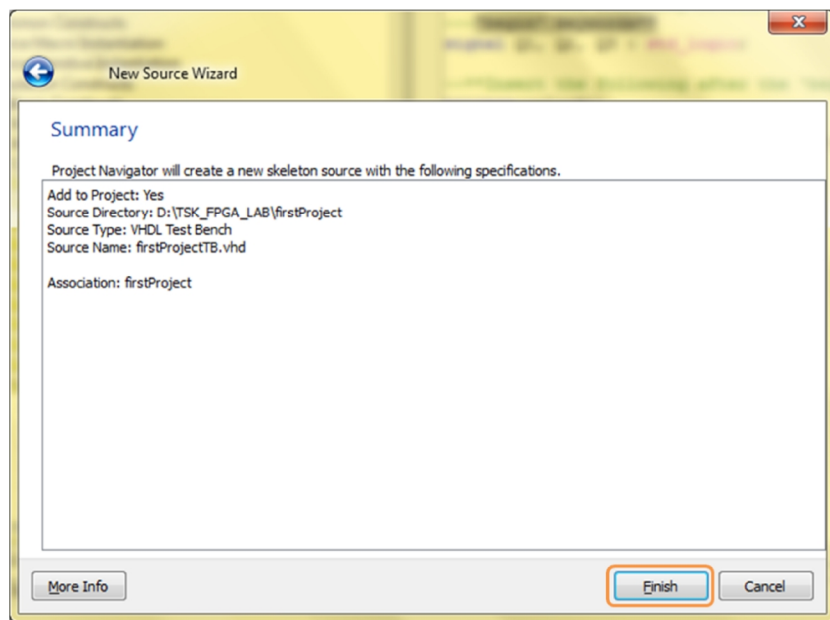 New Source Wizard
Summary
Project Navigator will create a new skeleton source with the following specifications.
Add to Project: Yes
Source Directory: D:\TSK_FPGA_LAB\firstProject
Source Type: VHDL Test Bench
Source Name: firstProjectTB.vhd
Association: firstProject
More Info
Finish
Cancel